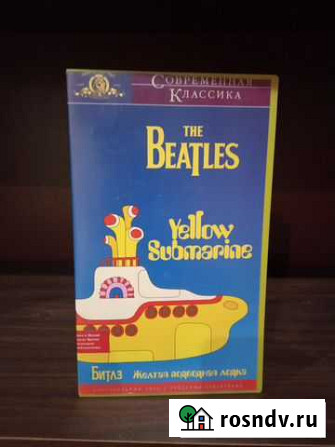 СОВРЕМЕННАЯ
КЛАССИКА
THE
BEATLES
Yellow
Submarine
БИТЛЗ Желтая подводная лодка
rosndv.ru